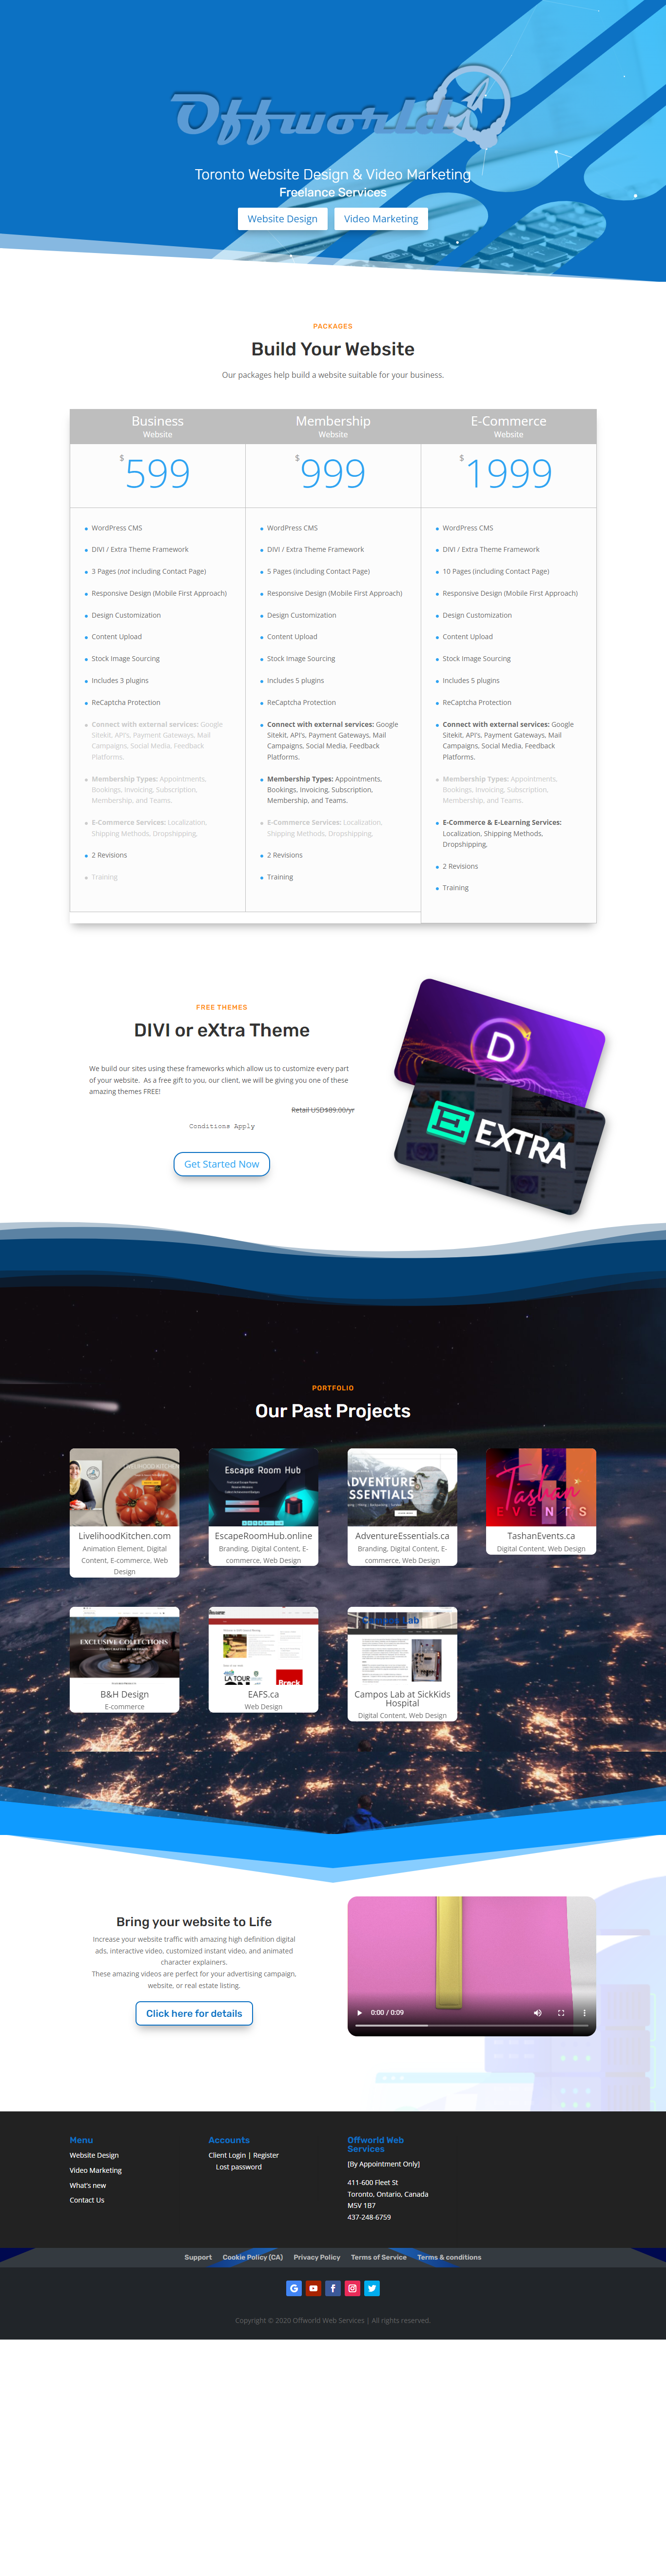 Offworld
Toronto Website Design & Video Marketing
Freelance Services
Website Design
Video Marketing
PACKAGES
Build Your Website
Our packages help build a website suitable for your business.
Business
Website
$599
WordPress CMS
DIVI / Extra Theme Framework
3 Pages (not including Contact Page)
Responsive Design (Mobile First Approach)
Design Customization
Content Upload
Stock Image Sourcing
Includes 3 plugins
ReCaptcha Protection
Connect with external services: Google
Sitekit, API's, Payment Gateways, Mail
Campaigns, Social Media, Feedback
Platforms.
Membership Types: Appointments,
Bookings, Invoicing, Subscription,
Membership, and Teams.
E-Commerce Services: Localization,
Shipping Methods, Dropshipping,
2 Revisions
Training
Membership
Website
$999
WordPress CMS
DIVI / Extra Theme Framework
5 Pages (including Contact Page)
Responsive Design (Mobile First Approach)
Design Customization
Content Upload
Stock Image Sourcing
Includes 5 plugins
ReCaptcha Protection
Connect with external services: Google
Sitekit, API's, Payment Gateways, Mail
Campaigns, Social Media, Feedback
Platforms.
Membership Types: Appointments,
Bookings, Invoicing, Subscription,
Membership, and Teams.
E-Commerce Services: Localization,
Shipping Methods, Dropshipping,
2 Revisions
Training
E-Commerce
Website
$1999
WordPress CMS
DIVI / Extra Theme Framework
10 Pages (including Contact Page)
Responsive Design (Mobile First Approach)
Design Customization
Content Upload
Stock Image Sourcing
Includes 5 plugins
ReCaptcha Protection
Connect with external services: Google
Sitekit, API's, Payment Gateways, Mail
Campaigns, Social Media, Feedback
Platforms.
Membership Types: Appointments,
Bookings, Invoicing, Subscription,
Membership, and Teams.
E-Commerce & E-Learning Services:
Localization, Shipping Methods,
Dropshipping,
2 Revisions
Training
FREE THEMES
DIVI or eXtra Theme
We build our sites using these frameworks which allow us to customize every part
of your website. As a free gift to you, our client, we will be giving you one of these
amazing themes FREE!
Retail USD$89.00/yr
Conditions Apply
Get Started Now
D
E EXTRA
PORTFOLIO
Our Past Projects
LivelihoodKitchen.com
Animation Element, Digital
Content, E-commerce, Web
Design
Escape Room Hub
EscapeRoomHub.online
Branding, Digital Content, E-
commerce, Web Design
ADVENTURE
ESSENTIALS
AdventureEssentials.ca
Branding, Digital Content, E-
commerce, Web Design
Tashan
EVENTS
TashanEvents.ca
Digital Content, Web Design
EXCLUSIVE COLLECTIONS
B&H Design
E-commerce
LA TOUR
EAFS.ca
Web Design
Lab
Campos Lab at SickKids
Hospital
Digital Content, Web Design
Bring your website to Life
Increase your website traffic with amazing high definition digital
ads, interactive video, customized instant video, and animated
character explainers.
These amazing videos are perfect for your advertising campaign,
website, or real estate listing.
Click here for details
0:00 / 0:09
Menu
Website Design
Video Marketing
What's new
Contact Us
Accounts
Client Login | Register
Lost password
Offworld Web
Services
[By Appointment Only]
411-600 Fleet St
Toronto, Ontario, Canada
M5V 1B7
437-248-6759
Support
Cookie Policy (CA)
Privacy Policy
Terms of Service
Terms & conditions
Copyright © 2020 Offworld Web Services | All rights reserved.